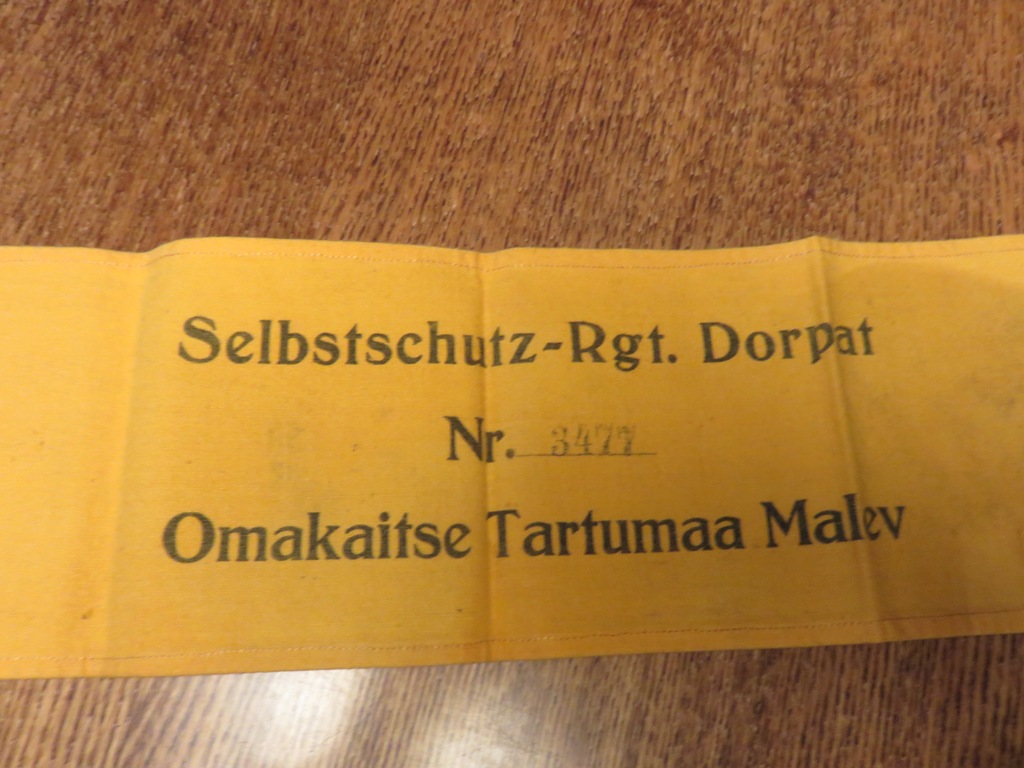 Selbstschutz-Rgt. Dorpat
Nr. 3477
Omakaitse Tartumaa Malev